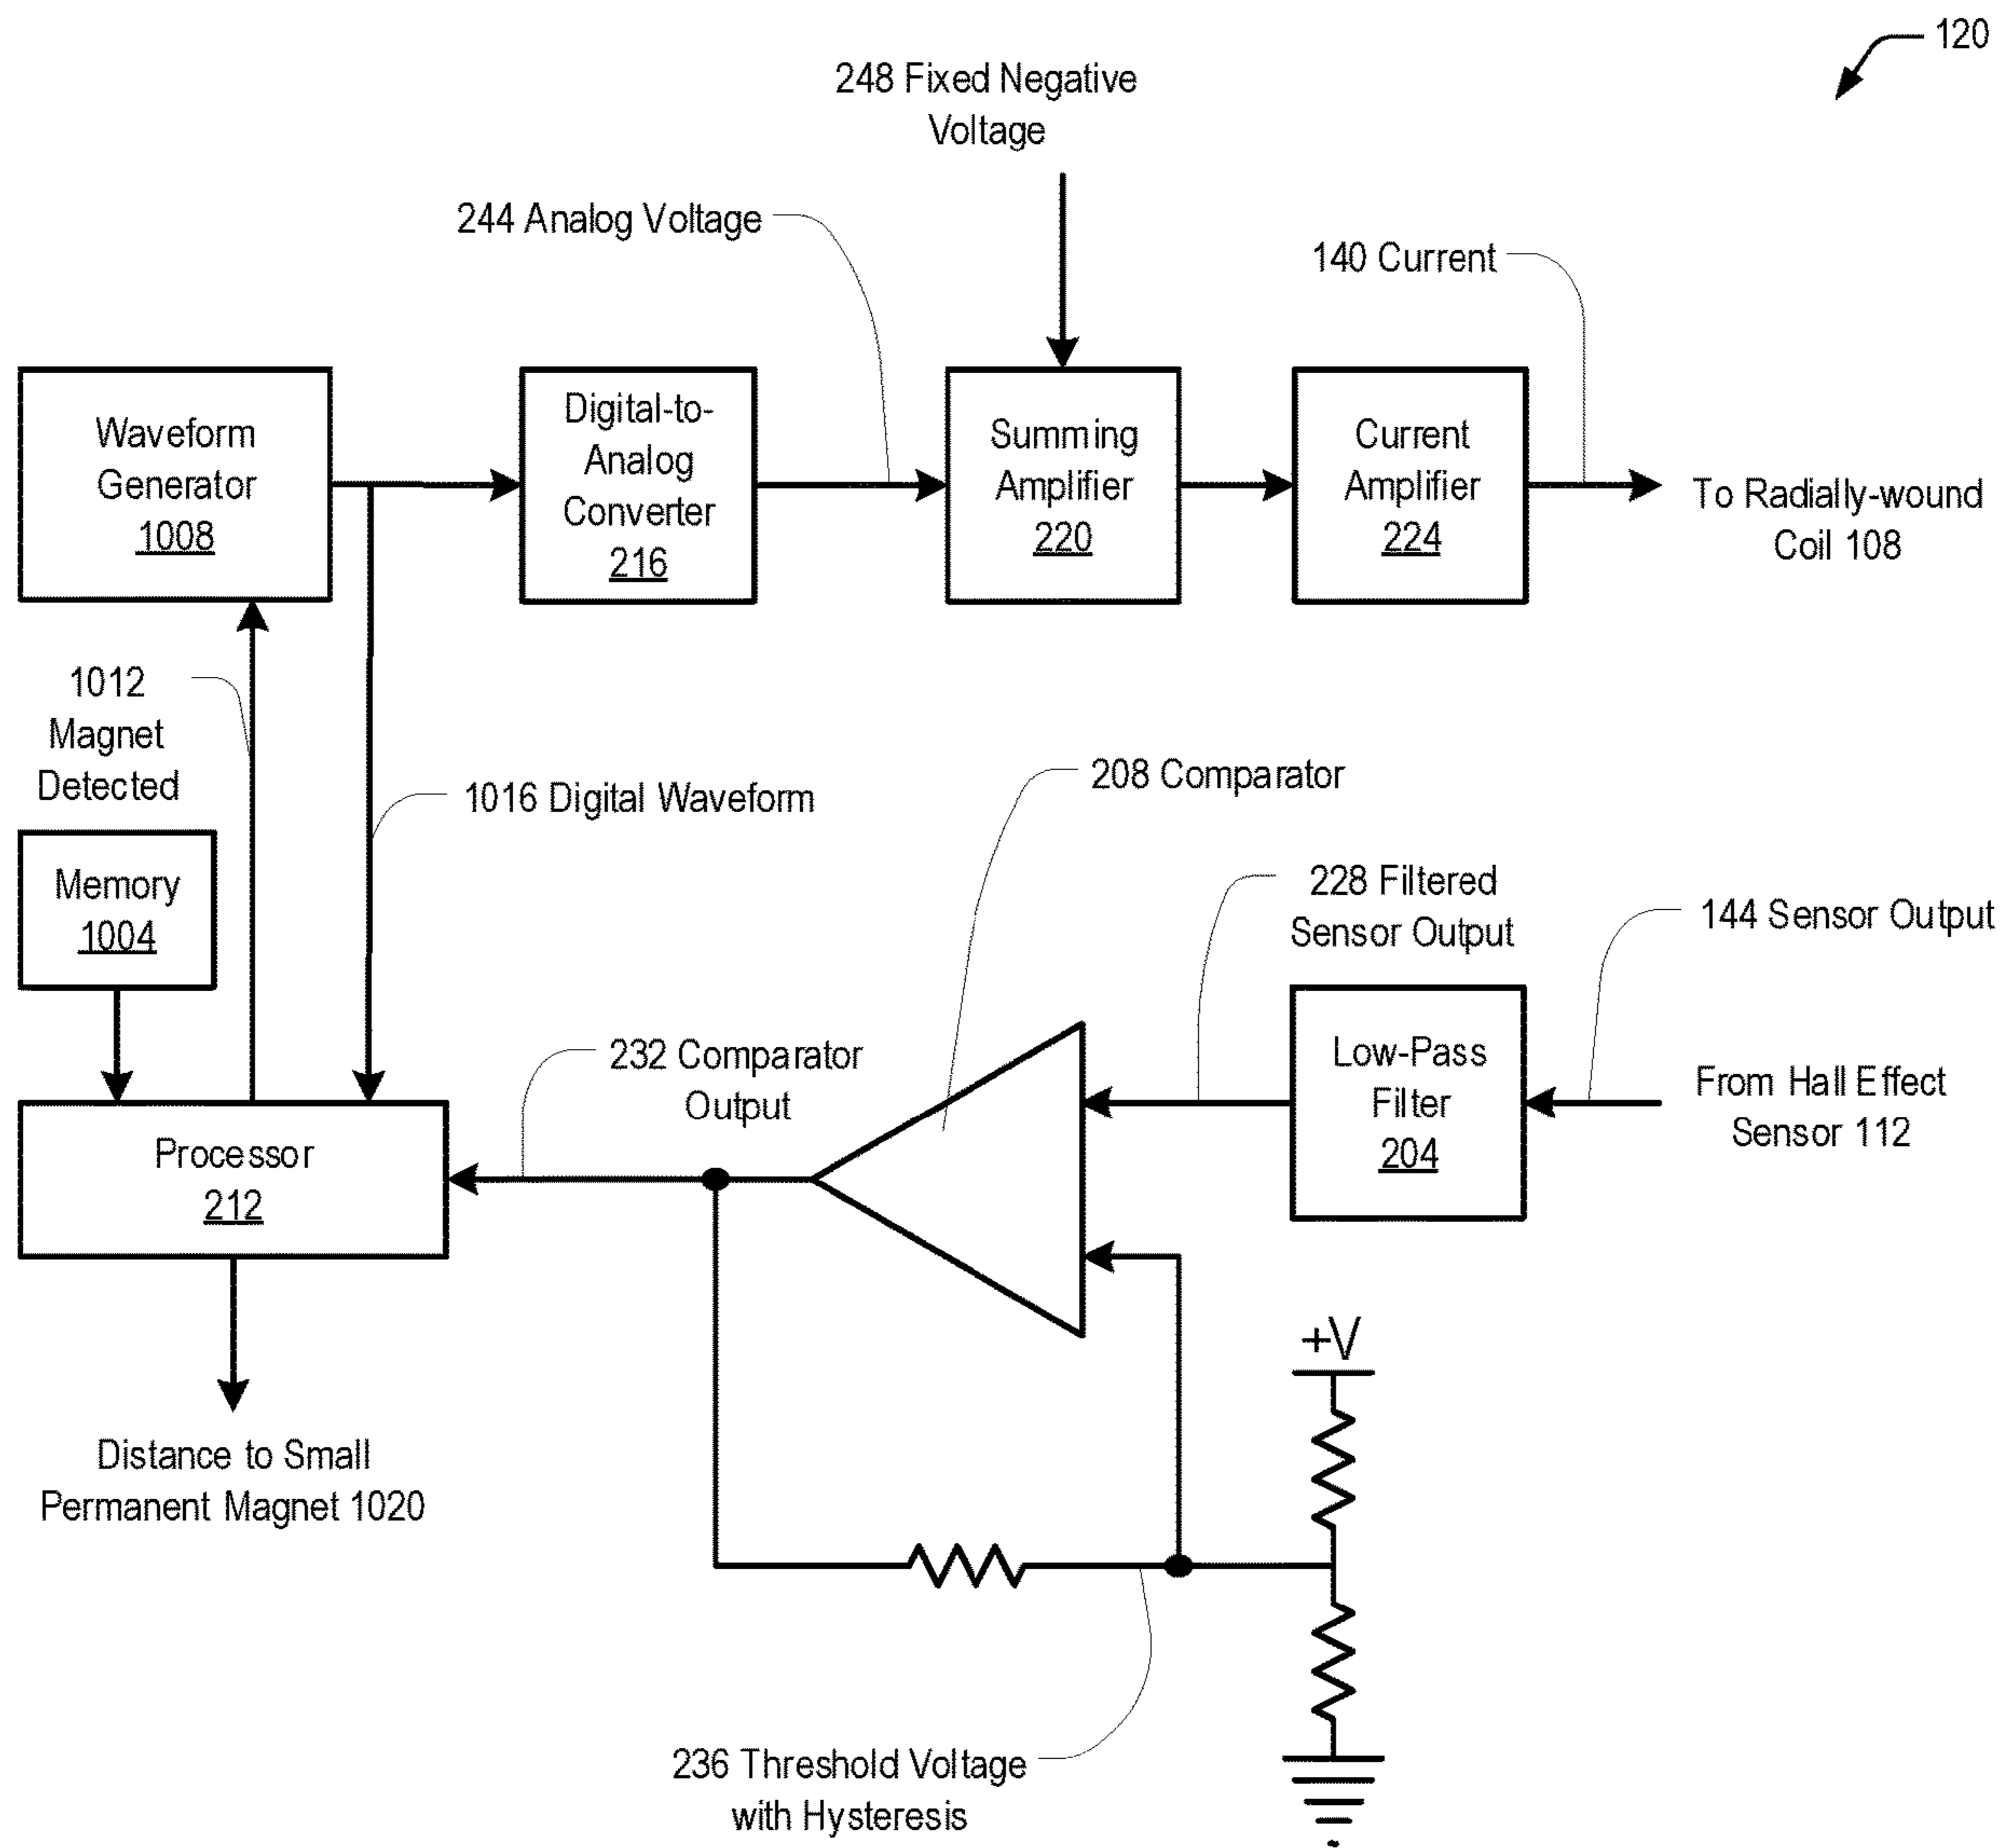 120
248 Fixed Negative
Voltage
244 Analog Voltage
140 Current
Waveform
Generator
1008
Digital-to-
Analog
Converter
216
Summing
Amplifier
220
Current
Amplifier
224
To Radially-wound
Coil 108
1012
Magnet
Detected
1016 Digital Waveform
208 Comparator
Memory
1004
228 Filtered
Sensor Output
144 Sensor Output
232 Comparator
Output
Low-Pass
Filter
204
From Hall Effect
Sensor 112
Processor
212
+V
Distance to Small
Permanent Magnet 1020
236 Threshold Voltage
with Hysteresis